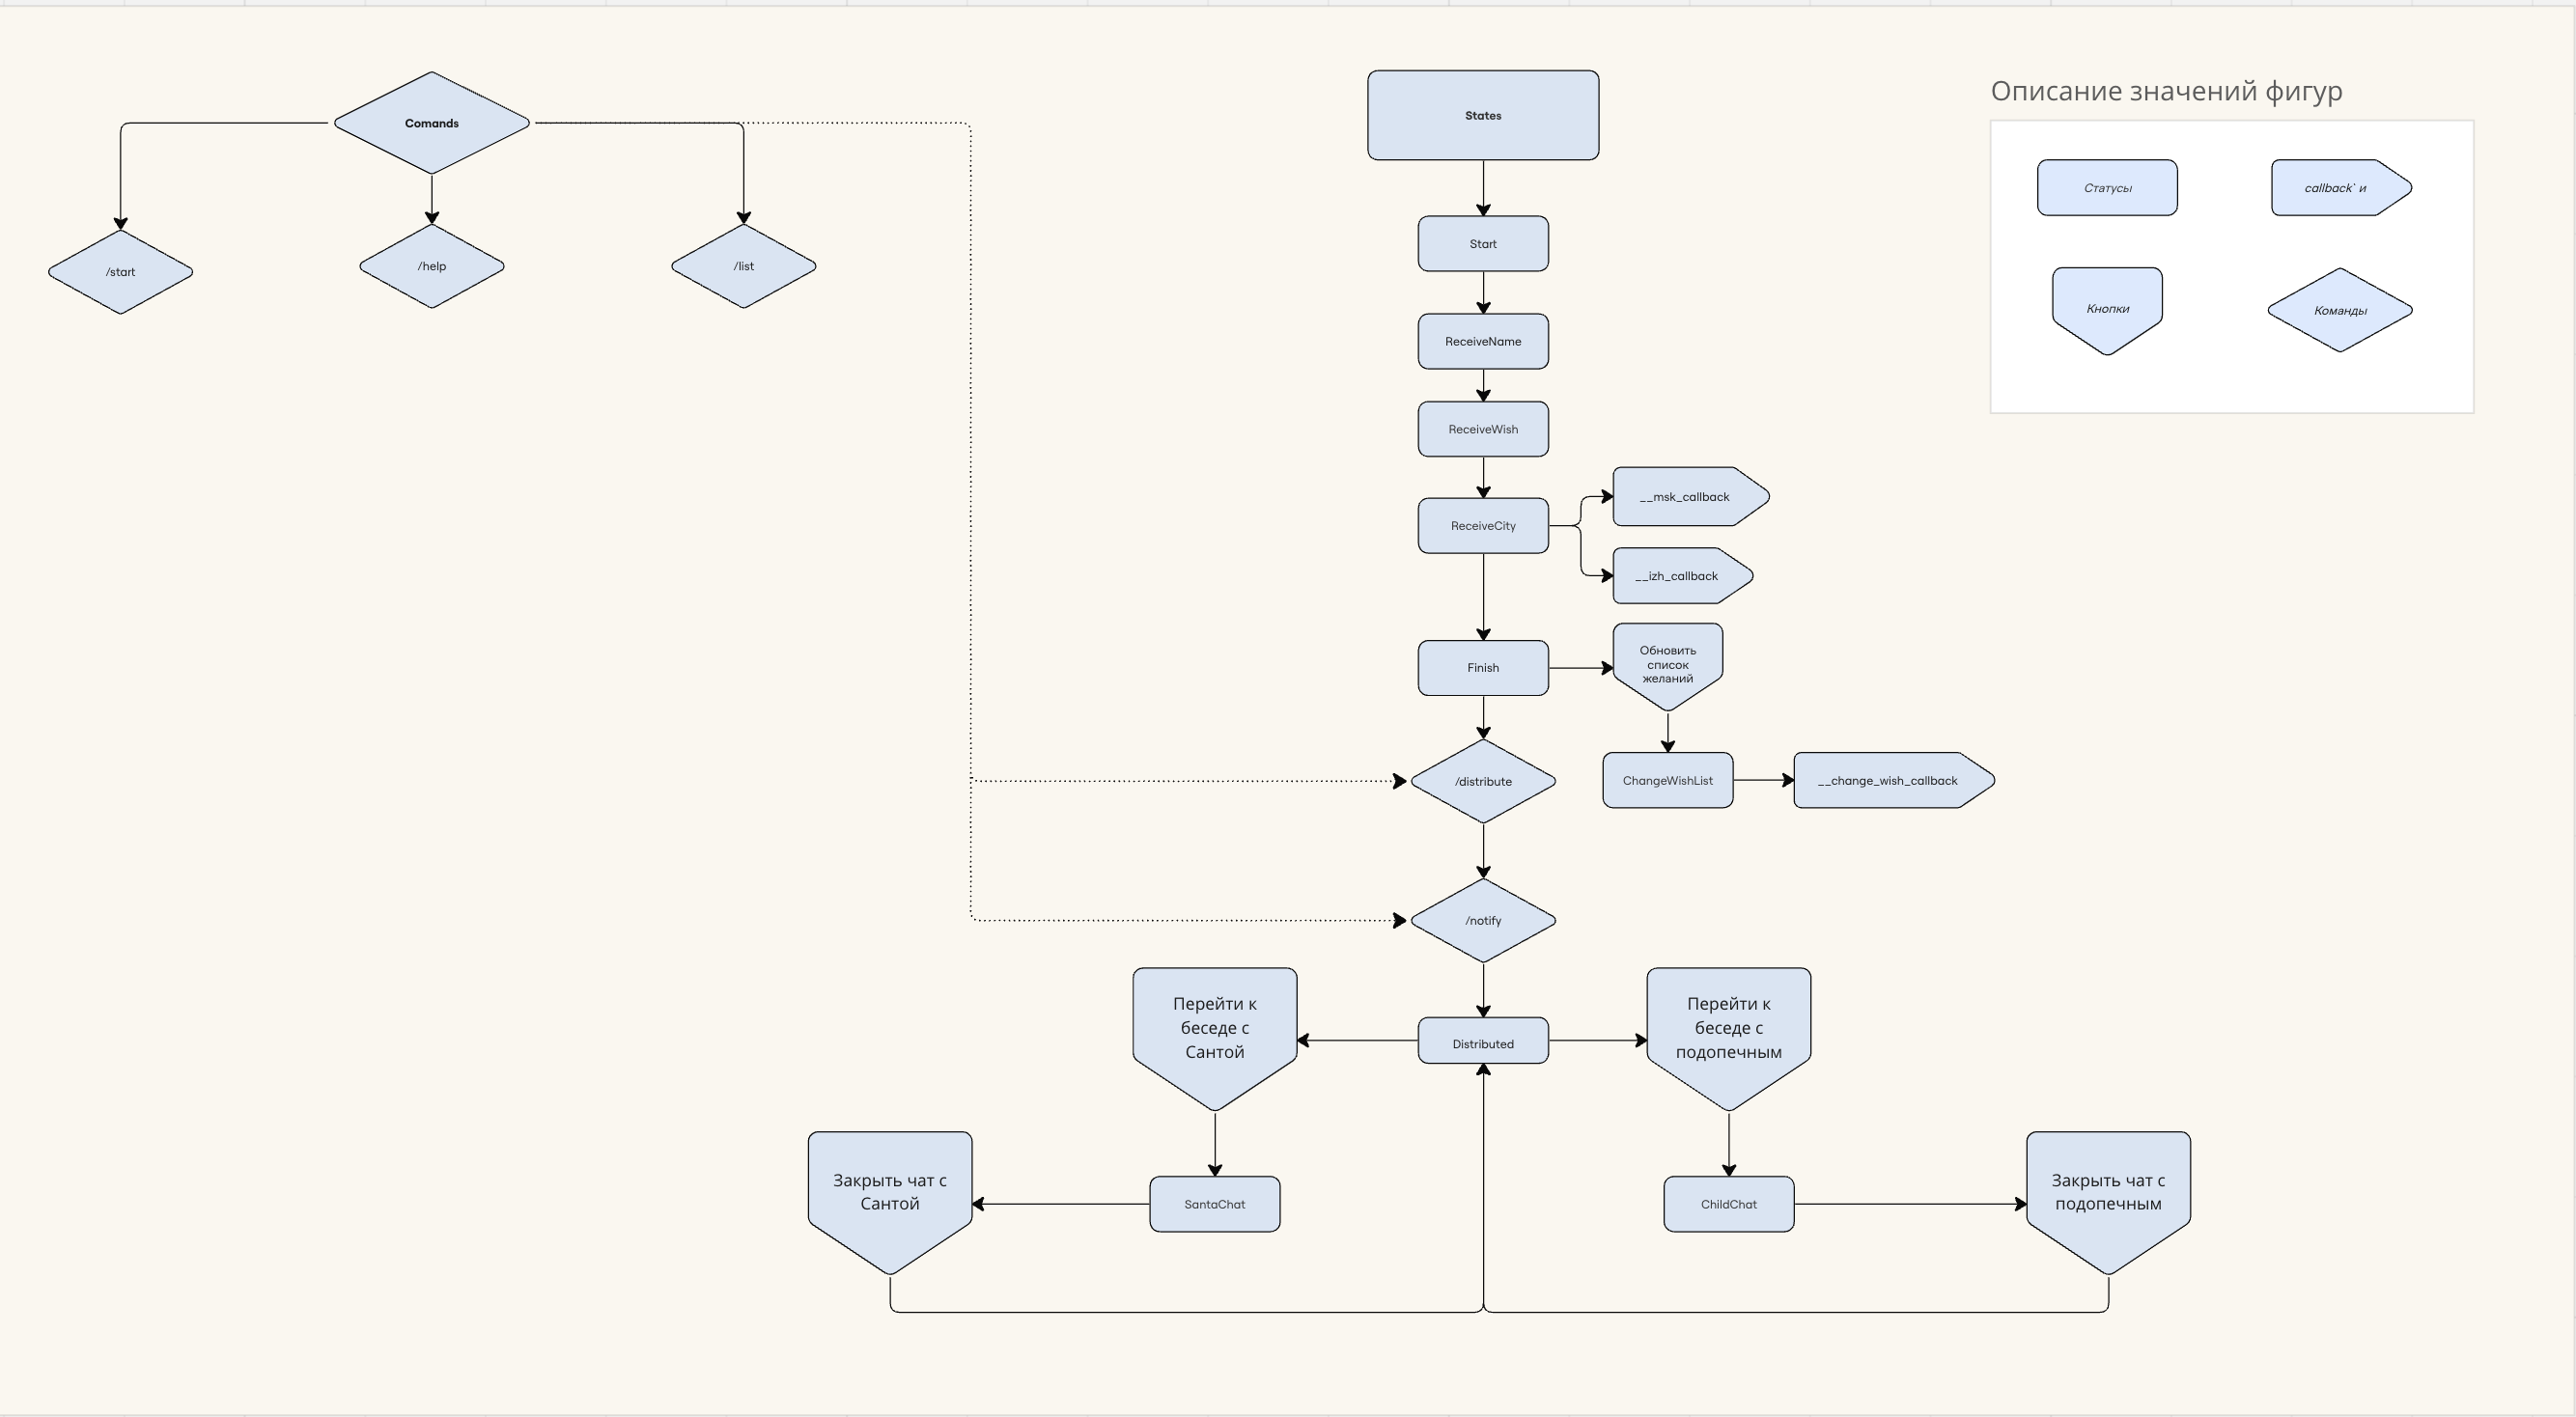 Comands
/start
/help
/list
States
Start
ReceiveName
ReceiveWish
ReceiveCity
__msk_callback
__izh_callback
Finish
Обновить
список
желаний
/distribute
ChangeWishList
__change_wish_callback
/notify
Перейти к
беседе с
Сантой
Distributed
Перейти к
беседе с
подопечным
Закрыть чат с
Сантой
SantaChat
ChildChat
Закрыть чат с
подопечным
Описание значений фигур
Статусы
callback` и
Кнопки
Команды